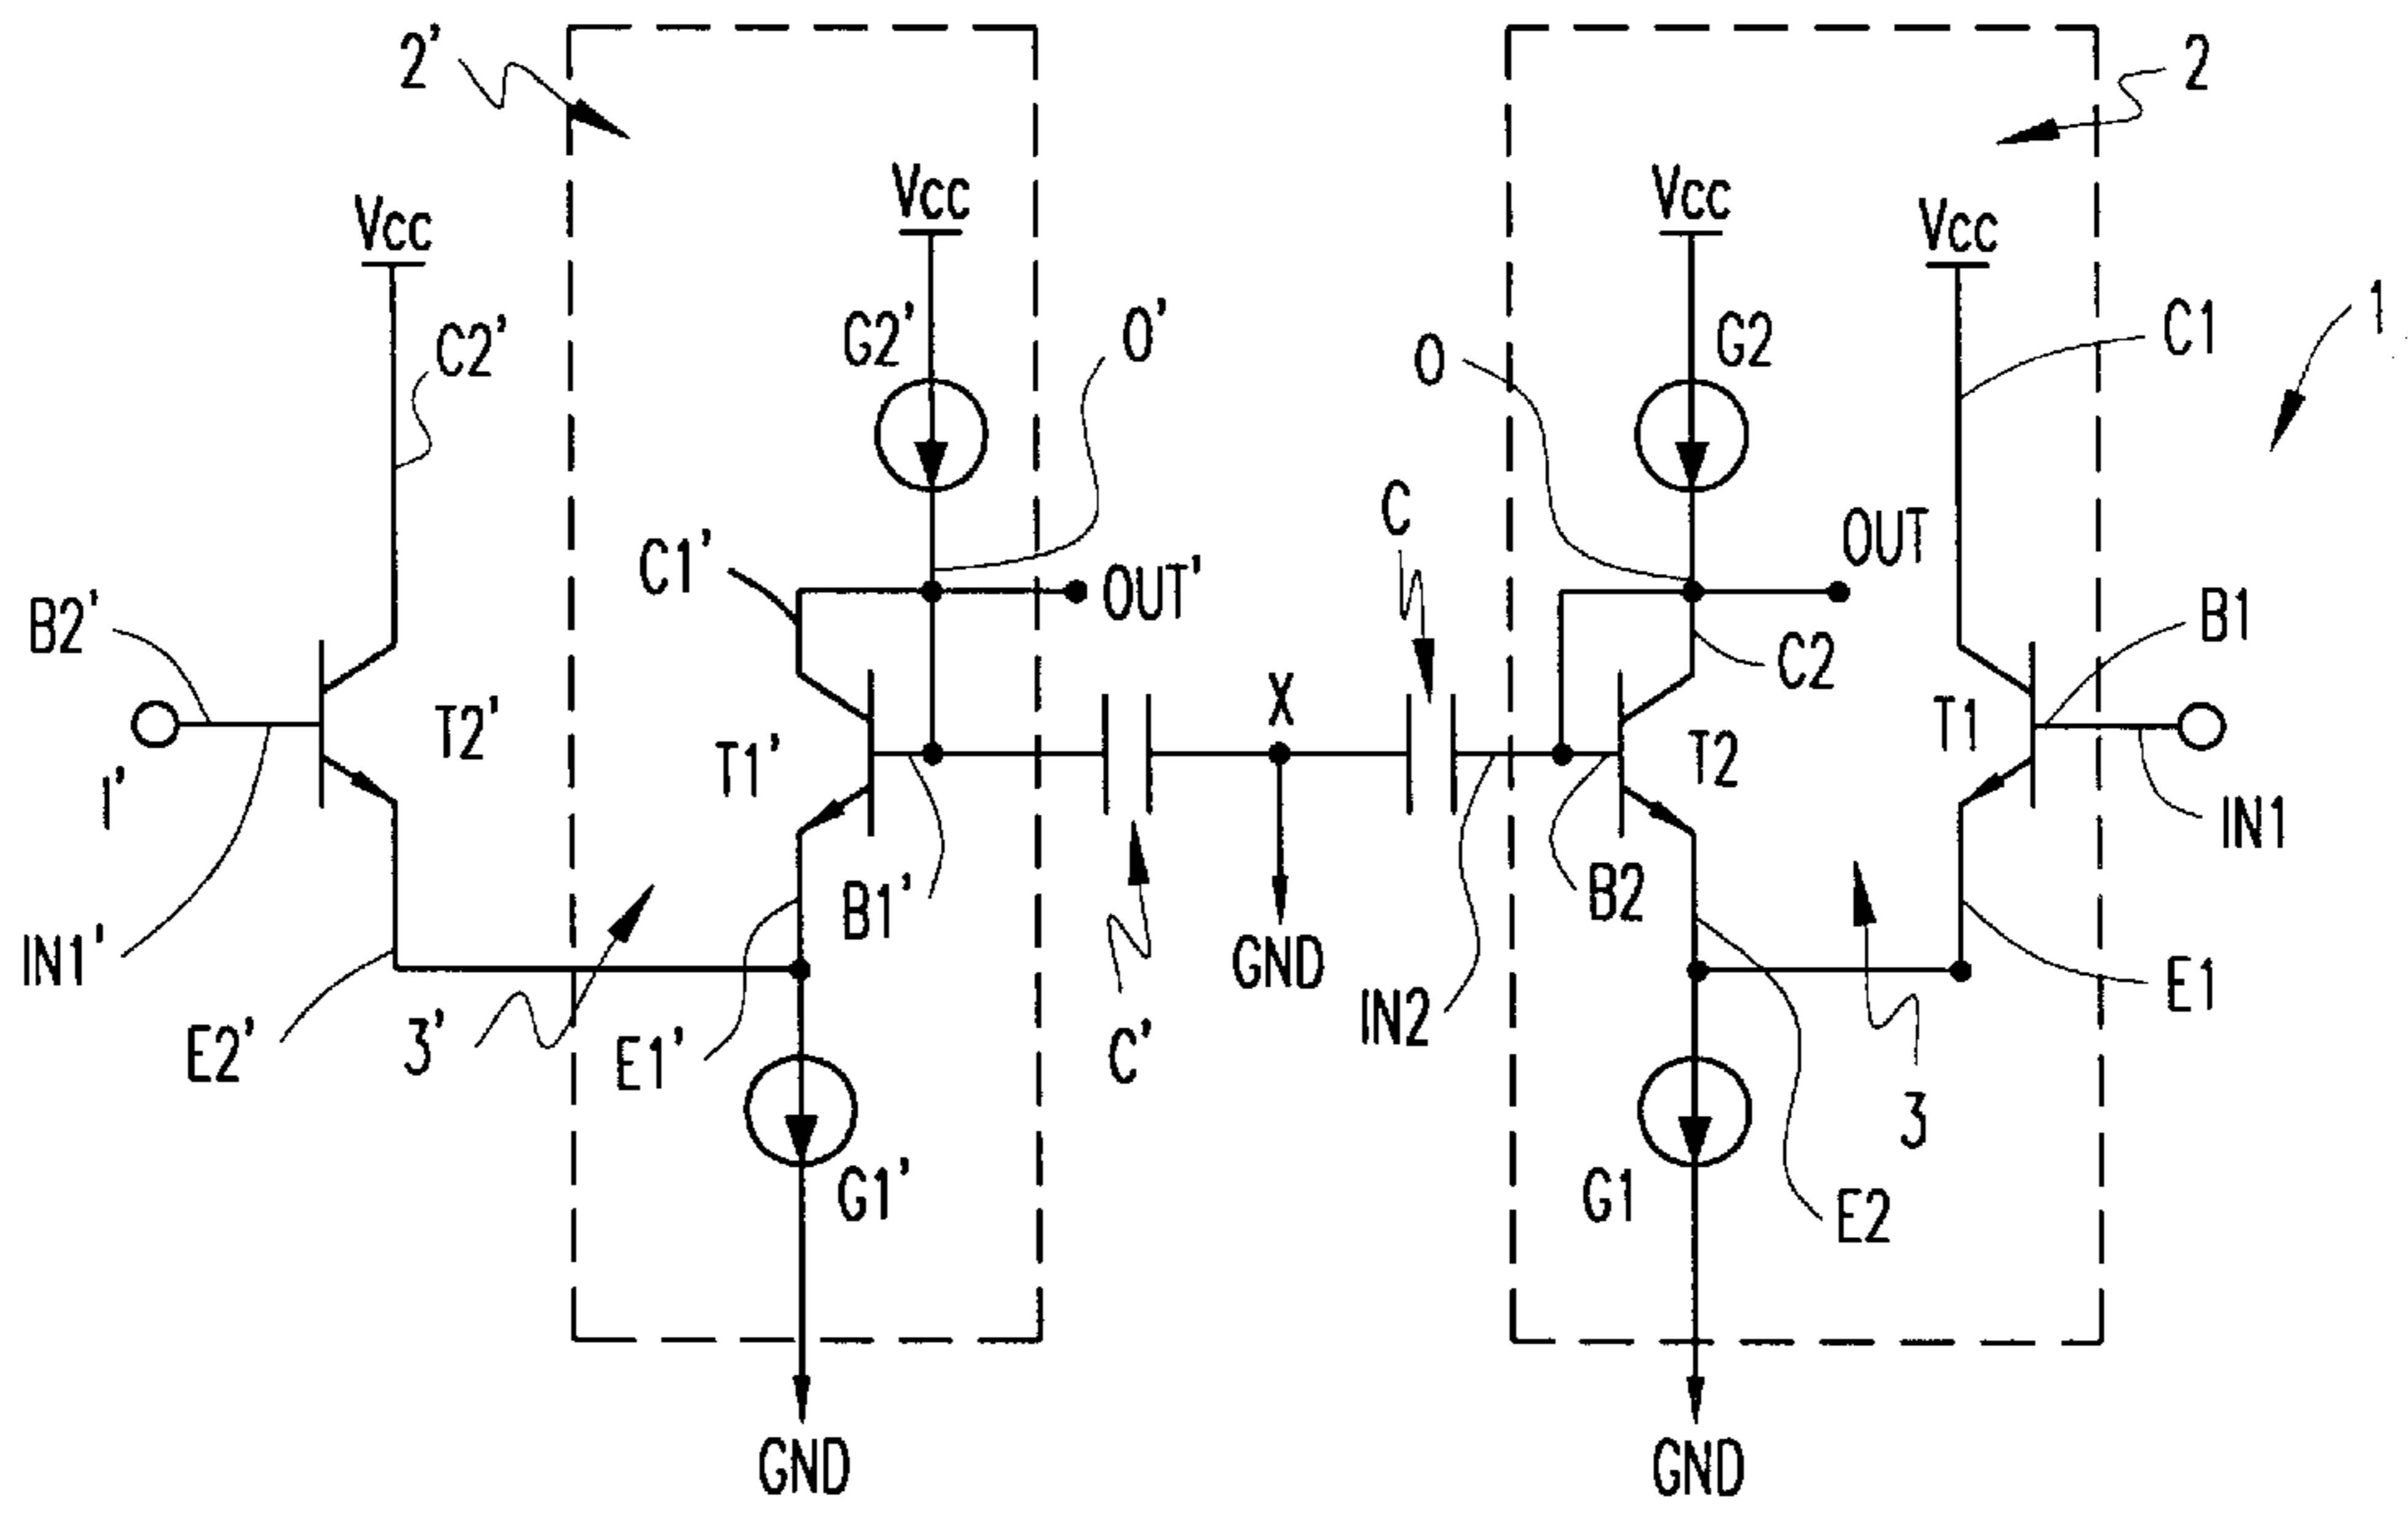 2'
2
Vcc
Vcc
Vcc
Vcc
1
C1
C2'
G2'
O'
O
G2
C
OUT
C1'
OUT'
B2'
B1
C2
X
T2'
T1'
T2
T1
1'
IN1
B1'
B2
IN1'
GND
IN2
E1
E2'
3'
E1'
C'
3
G1'
G1
E2
GND
GND